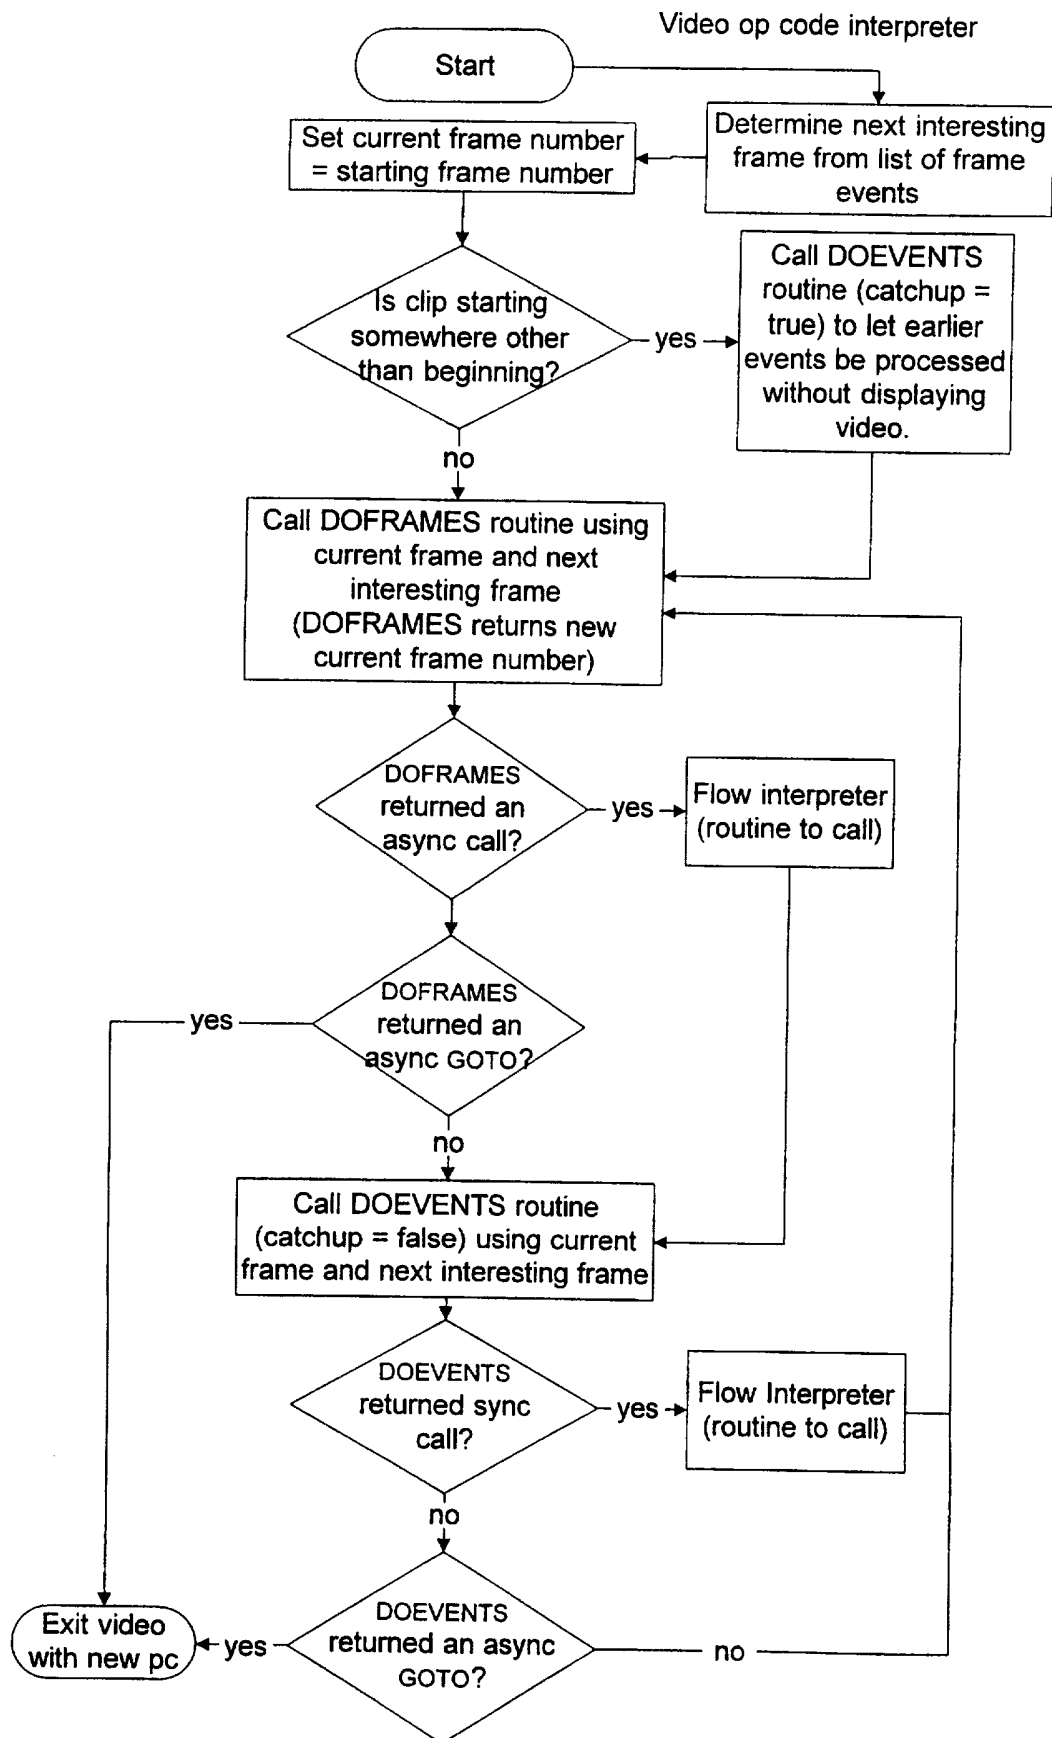 Video op code interpreter
Start
Determine next interesting
frame from list of frame
events
Set current frame number
= starting frame number
Is clip starting
somewhere other
than beginning?
yes
Call DOEVENTS
routine (catchup =
true) to let earlier
events be processed
without displaying
video.
no
Call DOFRAMES routine using
current frame and next
interesting frame
(DOFRAMES returns new
current frame number)
DOFRAMES
returned an
async call?
yes
Flow interpreter
(routine to call)
DOFRAMES
returned an
async GOTO?
yes
no
Call DOEVENTS routine
(catchup = false) using current
frame and next interesting frame
DOEVENTS
returned sync
call?
yes
Flow Interpreter
(routine to call)
no
DOEVENTS
returned an async
GOTO?
yes
no
Exit video
with new pc